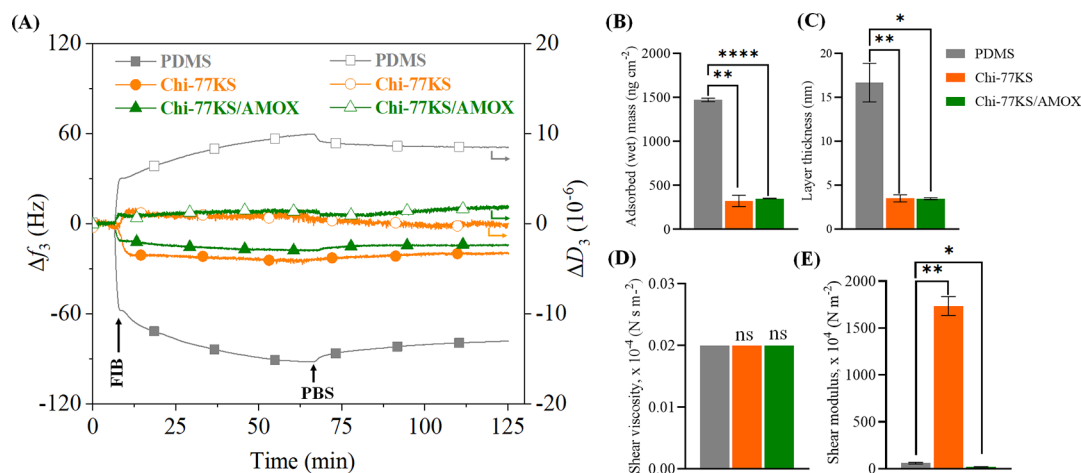 (A)
120
60
0
-60
-120
Δf3 (Hz)
20
10
0
-10
-20
ΔD3 (10-6)
PDMS
PDMS
Chi-77KS
Chi-77KS
Chi-77KS/AMOX
Chi-77KS/AMOX
FIB
PBS
0
25
50
75
100
125
Time (min)
(B)
Adsorbed (wet) mass (ng cm-2)
2000
1500
1000
500
0
****
**
(C)
Layer thickness (nm)
20
15
10
5
0
*
**
PDMS
Chi-77KS
Chi-77KS/AMOX
(D)
Shear viscosity, x 10-4 (N s m-2)
0.03
0.02
0.01
0.00
ns
ns
(E)
Shear modulus, x 104 (N m-2)
2000
1600
1200
800
400
0
*
**